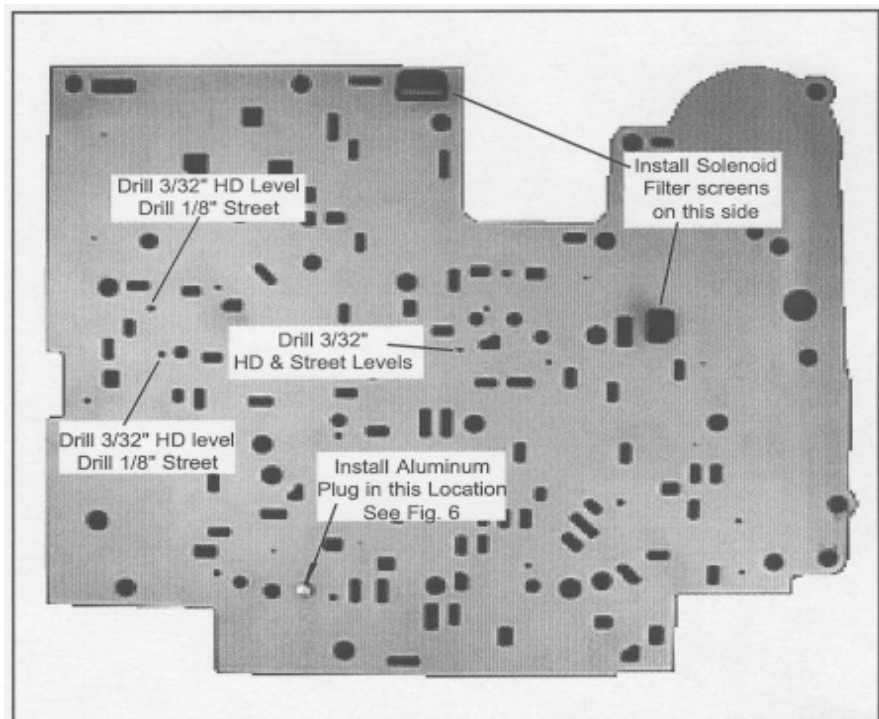 Drill 3/32" HD Level
Drill 1/8" Street
Install Solenoid
Filter screens
on this side
Drill 3/32"
HD & Street Levels
Drill 3/32" HD level
Drill 1/8" Street
Install Aluminum
Plug in this Location
See Fig. 6